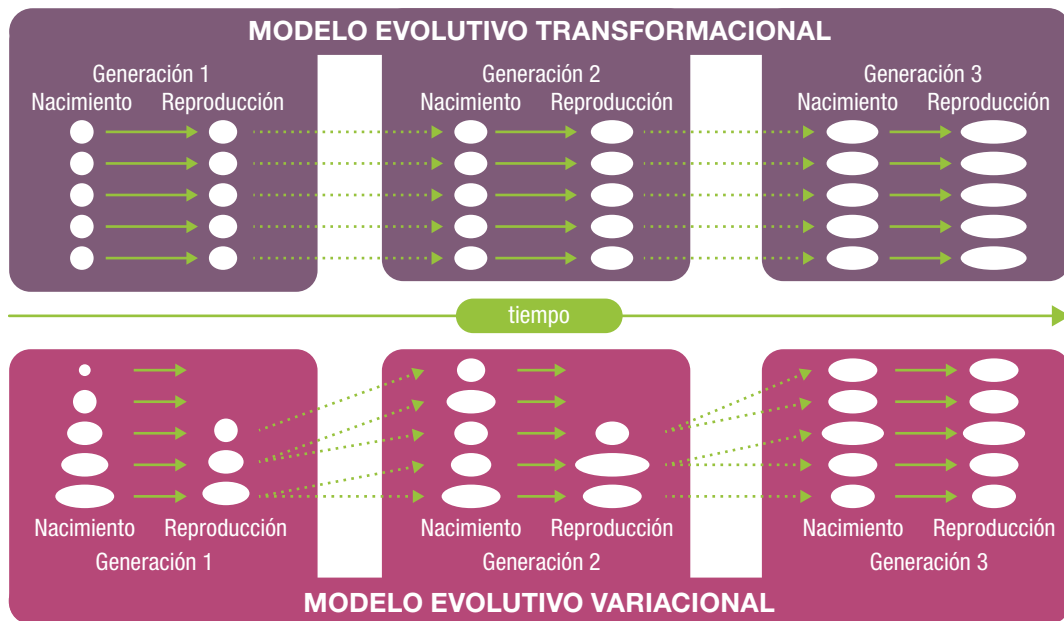 MODELO EVOLUTIVO TRANSFORMACIONAL
Generación 1
Nacimiento Reproducción
Generación 2
Nacimiento Reproducción
Generación 3
Nacimiento Reproducción
tiempo
Nacimiento Reproducción
Generación 1
Nacimiento Reproducción
Generación 2
Nacimiento Reproducción
Generación 3
MODELO EVOLUTIVO VARIACIONAL